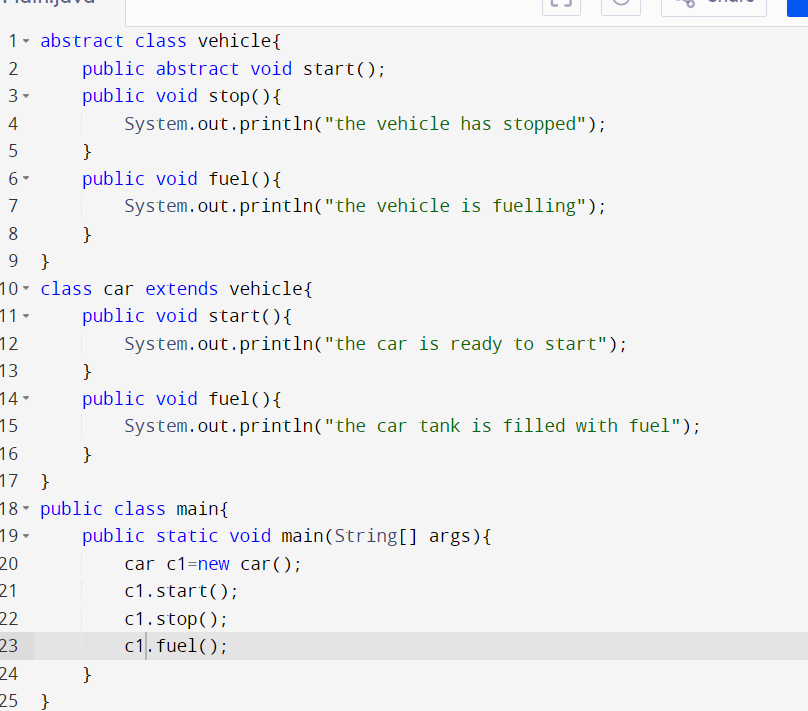 1 abstract class vehicle{
2 public abstract void start();
3 public void stop(){
4 System.out.println("the vehicle has stopped");
5 }
6 public void fuel(){
7 System.out.println("the vehicle is fuelling");
8 }
9 }
10 class car extends vehicle{
11 public void start(){
12 System.out.println("the car is ready to start");
13 }
14 public void fuel(){
15 System.out.println("the car tank is filled with fuel");
16 }
17 }
18 public class main{
19 public static void main(String[] args){
20 car c1=new car();
21 c1.start();
22 c1.stop();
23 c1.fuel();
24 }
25 }